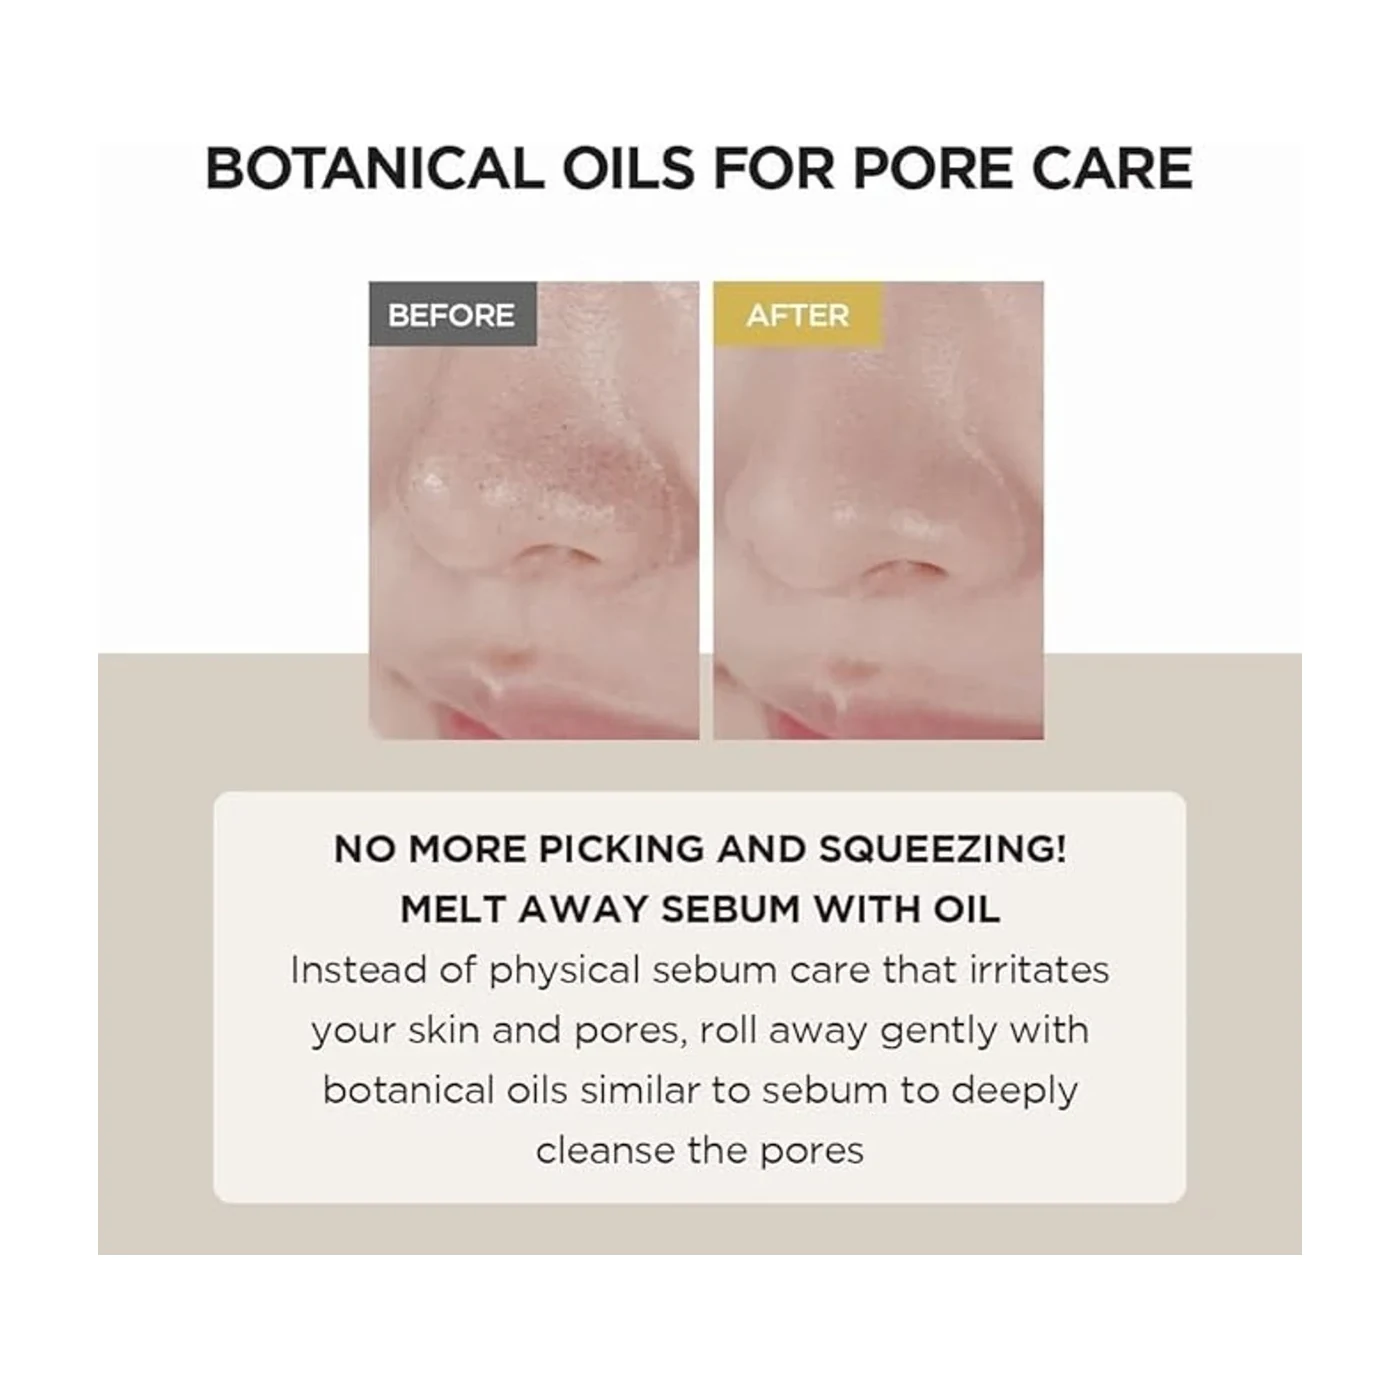 BOTANICAL OILS FOR PORE CARE
BEFORE
AFTER
NO MORE PICKING AND SQUEEZING!
MELT AWAY SEBUM WITH OIL
Instead of physical sebum care that irritates
your skin and pores, roll away gently with
botanical oils similar to sebum to deeply
cleanse the pores